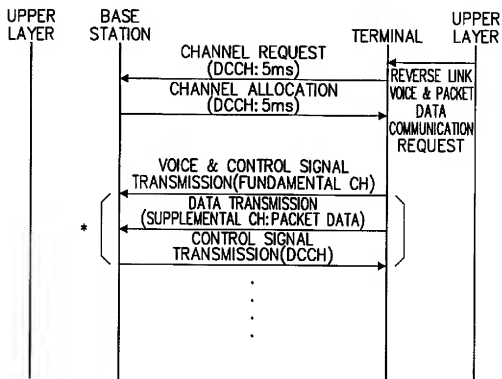 UPPER LAYER
BASE STATION
TERMINAL
UPPER LAYER
CHANNEL REQUEST
(DCCH: 5ms)
CHANNEL ALLOCATION
(DCCH: 5ms)
REVERSE LINK
VOICE & PACKET
DATA
COMMUNICATION
REQUEST
VOICE & CONTROL SIGNAL
TRANSMISSION(FUNDAMENTAL CH)
DATA TRANSMISSION
(SUPPLEMENTAL CH: PACKET DATA)
*
CONTROL SIGNAL
TRANSMISSION(DCCH)